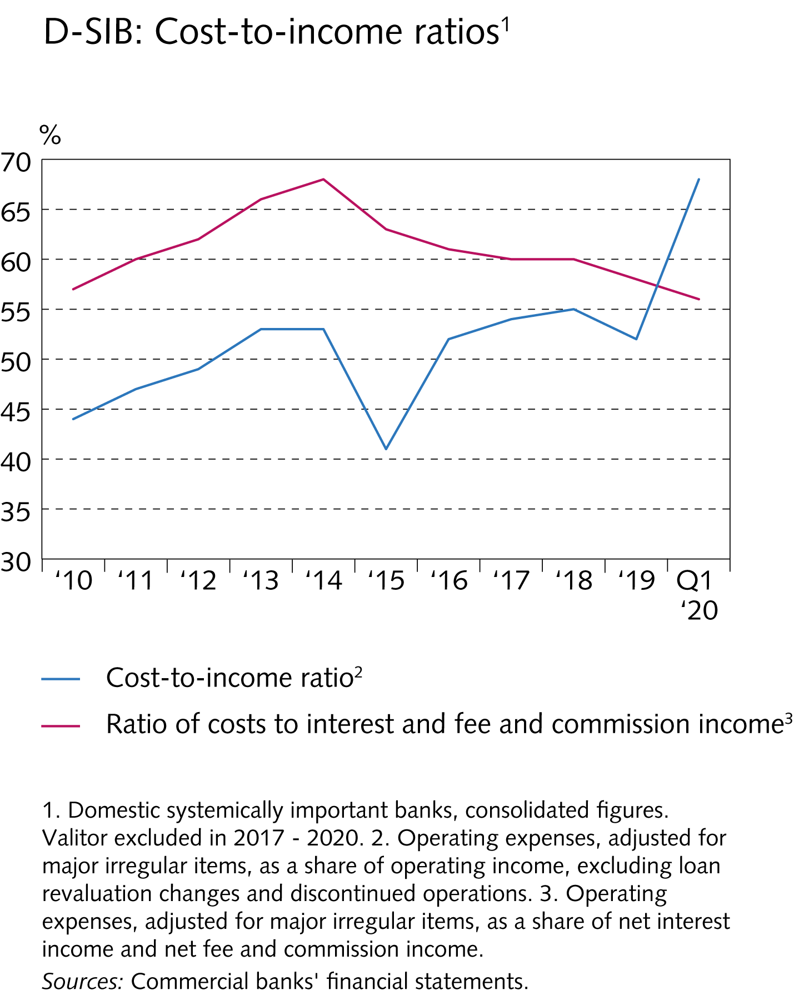 D-SIB: Cost-to-income ratios¹
%
70
65
60
55
50
45
40
35
30
‘10 ‘11 ‘12 ‘13 ‘14 ‘15 ‘16 ‘17 ‘18 ‘19 Q1
‘20
Cost-to-income ratio²
Ratio of costs to interest and fee and commission income³
1. Domestic systemically important banks, consolidated figures.
Valitor excluded in 2017 - 2020. 2. Operating expenses, adjusted for
major irregular items, as a share of operating income, excluding loan
revaluation changes and discontinued operations. 3. Operating
expenses, adjusted for major irregular items, as a share of net interest
income and net fee and commission income.
Sources: Commercial banks' financial statements.